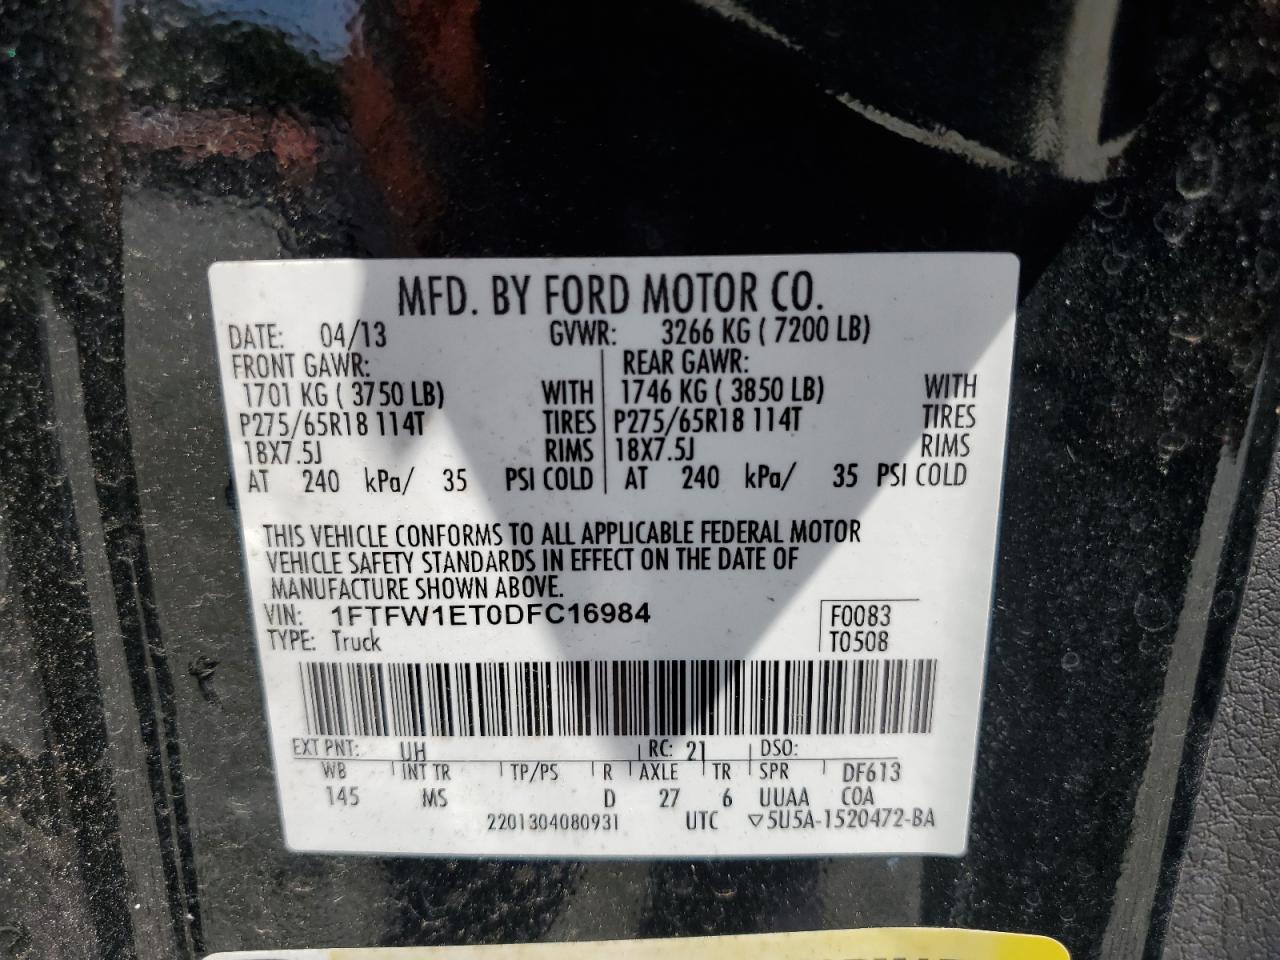 MFD. BY FORD MOTOR CO.
DATE: 04/13 GVWR: 3266 KG ( 7200 LB)
FRONT GAWR: REAR GAWR:
1701 KG ( 3750 LB) WITH 1746 KG ( 3850 LB) WITH
P275/65R18 114T TIRES P275/65R18 114T TIRES
18X7.5J RIMS 18X7.5J RIMS
AT 240 kPa/ 35 PSI COLD AT 240 kPa/ 35 PSI COLD
THIS VEHICLE CONFORMS TO ALL APPLICABLE FEDERAL MOTOR
VEHICLE SAFETY STANDARDS IN EFFECT ON THE DATE OF
MANUFACTURE SHOWN ABOVE.
VIN: 1FTFW1ET0DFC16984 F0083
TYPE: Truck T0508
EXT PNT: UH RC: 21 DSO:
WB INT TR TP/PS R AXLE TR SPR DF613
145 MS D 27 6 UUAA COA
2201304080931 UTC ▽5U5A-1520472-BA